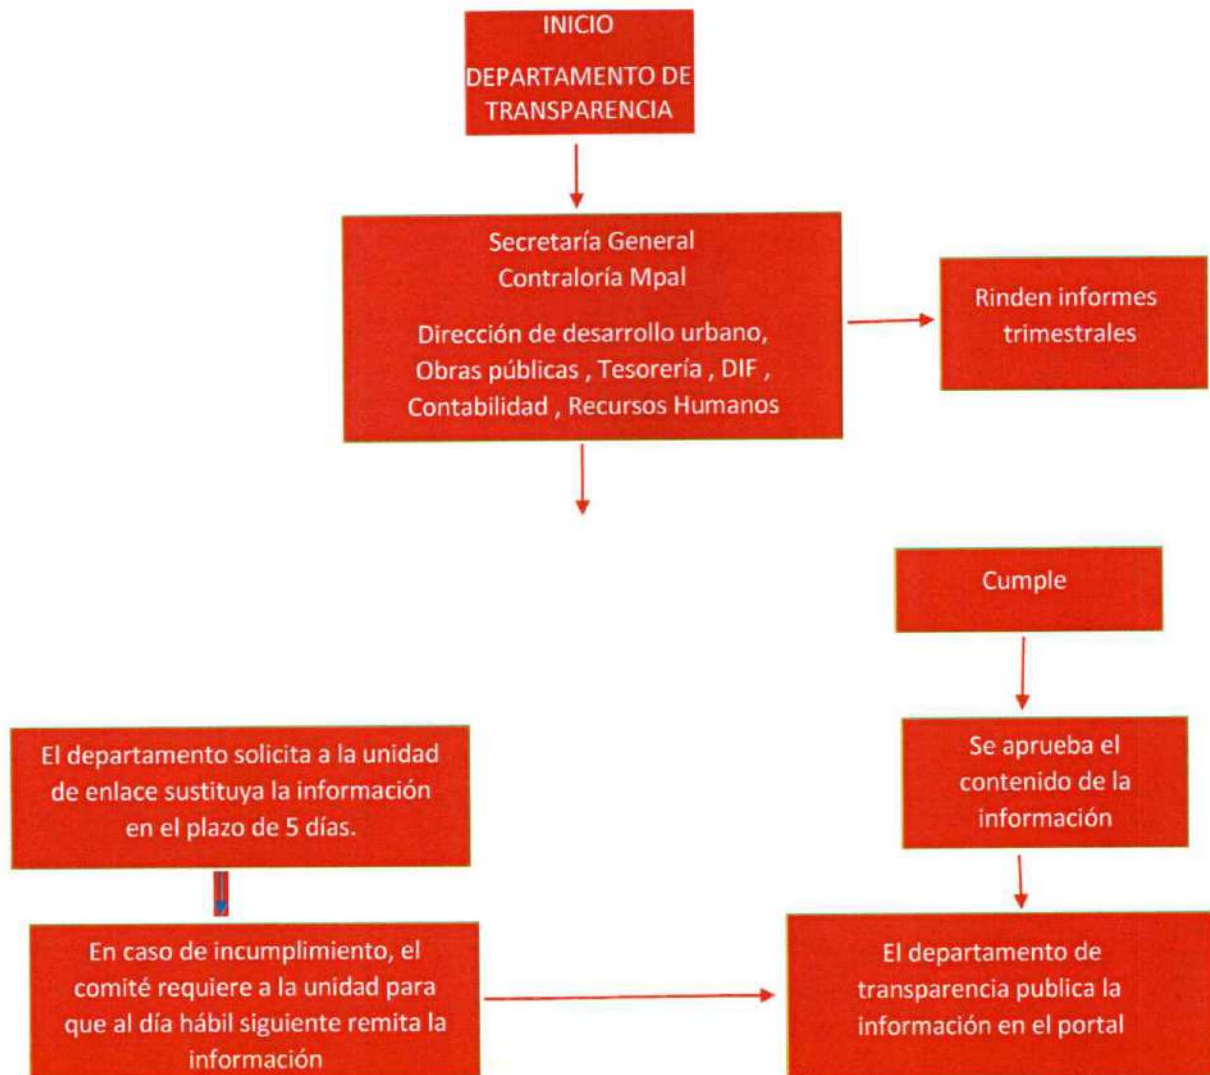 INICIO
DEPARTAMENTO DE
TRANSPARENCIA
Secretaría General
Contraloría Mpal
Dirección de desarrollo urbano,
Obras públicas , Tesorería , DIF ,
Contabilidad , Recursos Humanos
Rinden informes
trimestrales
Cumple
Se aprueba el
contenido de la
información
El departamento solicita a la unidad
de enlace sustituya la información
en el plazo de 5 días.
En caso de incumplimiento, el
comité requiere a la unidad para
que al día hábil siguiente remita la
información
El departamento de
transparencia publica la
información en el portal